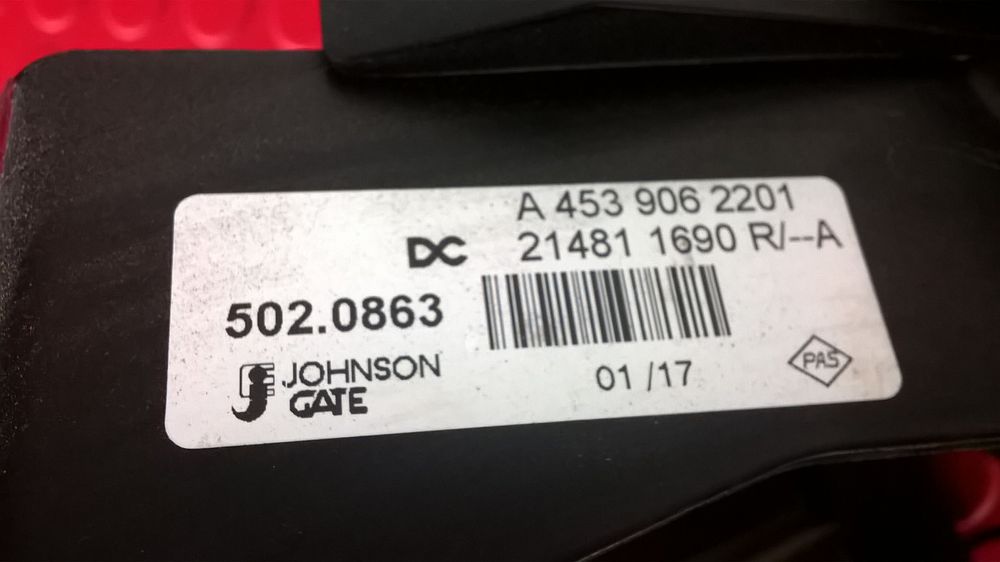 A 453 906 2201
DC 21481 1690 R/--A
502.0863
JOHNSON
GATE
01 /17
PAS